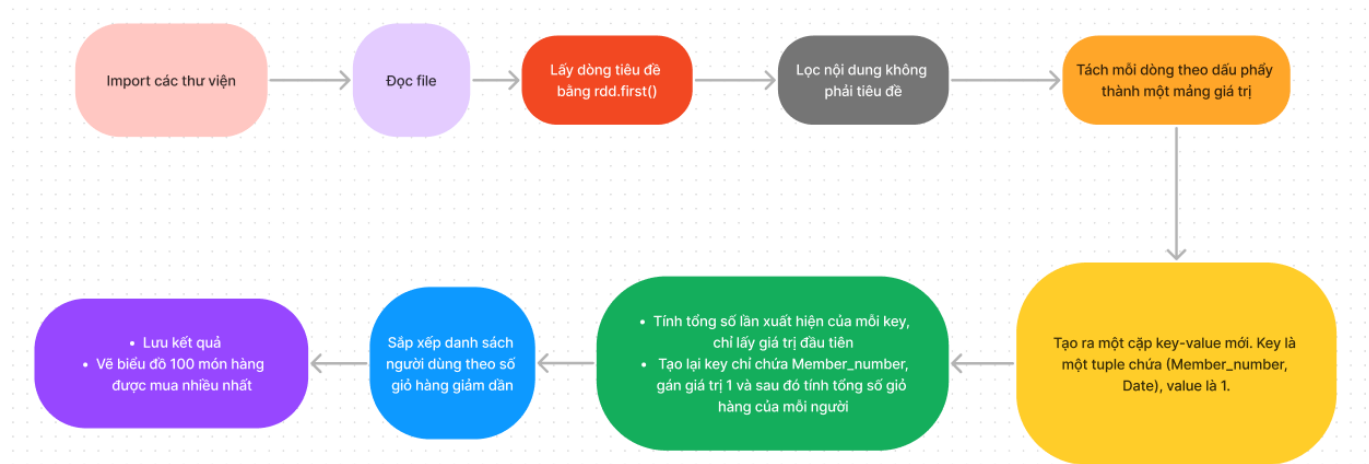 Import các thư viện
Đọc file
Lấy dòng tiêu đề
bằng rdd.first()
Lọc nội dung không
phải tiêu đề
Tách mỗi dòng theo dấu phẩy
thành một mảng giá trị
Tạo ra một cặp key-value mới. Key là
một tuple chứa (Member_number,
Date), value là 1.
• Tính tổng số lần xuất hiện của mỗi key,
chỉ lấy giá trị đầu tiên
• Tạo lại key chỉ chứa Member_number,
gán giá trị 1 và sau đó tính tổng số giỏ
hàng của mỗi người
Sắp xếp danh sách
người dùng theo số
giỏ hàng giảm dần
• Lưu kết quả
• Vẽ biểu đồ 100 món hàng
được mua nhiều nhất